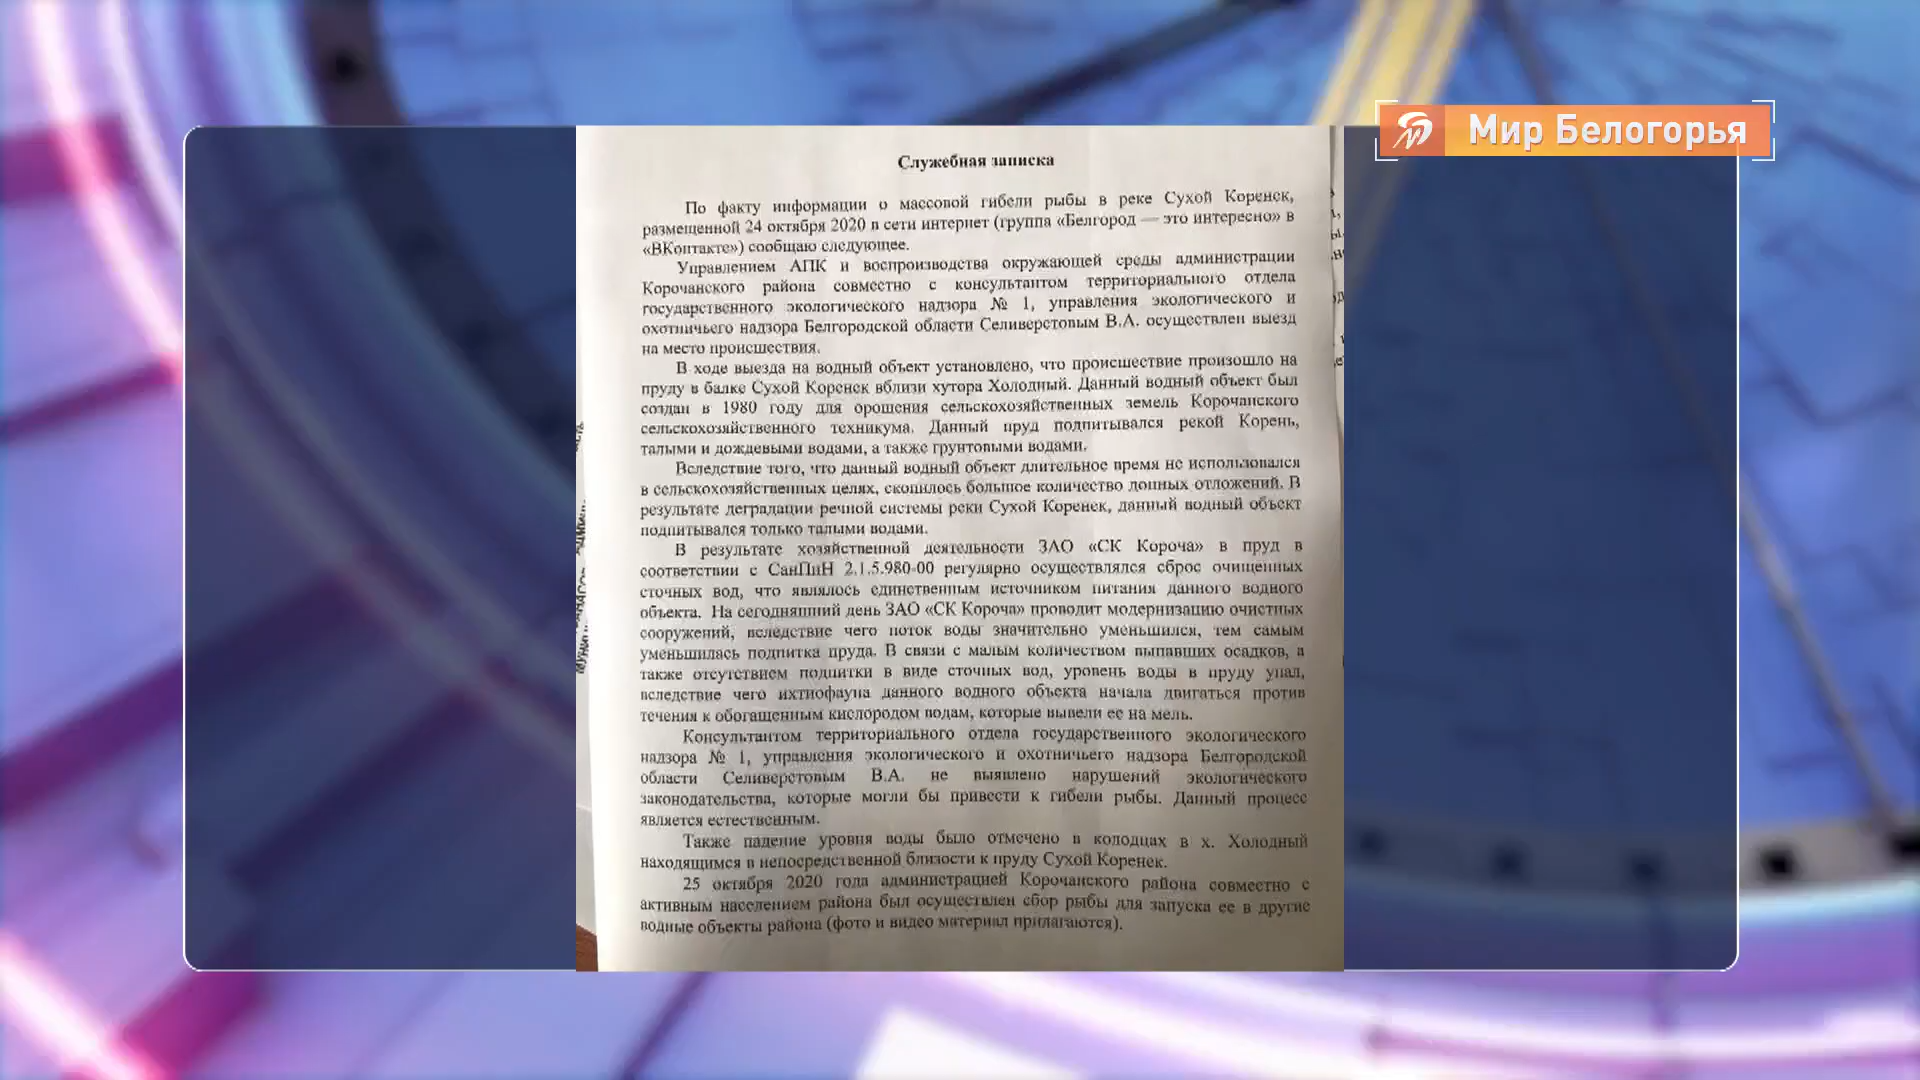 Мир Белогорья
Служебная записка
По факту информации о массовой гибели рыбы в реке Сухой Коренек,
размещенной 24 октября 2020 в сети интернет (группа «Белгород — это интересно» в
«ВКонтакте») сообщаю следующее.
Управлением АПК и воспроизводства окружающей среды администрации
Корочанского района совместно с консультантом территориального отдела
государственного экологического надзора № 1, управления экологического и
охотничьего надзора Белгородской области Селиверстовым В.А. осуществлен выезд
на место происшествия.
В ходе выезда на водный объект установлено, что происшествие произошло на
пруду в балке Сухой Коренек вблизи хутора Холодный. Данный водный объект был
создан в 1980 году для орошения сельскохозяйственных земель Корочанского
сельскохозяйственного техникума. Данный пруд подпитывался рекой Корень,
талыми и дождевыми водами, а также грунтовыми водами.
Вследствие того, что данный водный объект длительное время не использовался
в сельскохозяйственных целях, скопилось большое количество донных отложений. В
результате деградации речной системы реки Сухой Коренек, данный водный объект
подпитывался только талыми водами.
В результате хозяйственной деятельности ЗАО «СК Короча» в пруд в
соответствии с СанПиН 2.1.5.980-00 регулярно осуществлялся сброс очищенных
сточных вод, что являлось единственным источником питания данного водного
объекта. На сегодняшний день ЗАО «СК Короча» проводит модернизацию очистных
сооружений, вследствие чего поток воды значительно уменьшился, тем самым
уменьшилась подпитка пруда. В связи с малым количеством выпавших осадков, а
также отсутствием подпитки в виде сточных вод, уровень воды в пруду упал,
вследствие чего ихтиофауна данного водного объекта начала двигаться против
течения к обогащенным кислородом водам, которые вывели ее на мель.
Консультантом территориального отдела государственного экологического
надзора № 1, управления экологического и охотничьего надзора Белгородской
области Селиверстовым В.А. не выявлено нарушений экологического
законодательства, которые могли бы привести к гибели рыбы. Данный процесс
является естественным.
Также падение уровня воды было отмечено в колодцах в х. Холодный
находящимся в непосредственной близости к пруду Сухой Коренек.
25 октября 2020 года администрацией Корочанского района совместно с
активным населением района был осуществлен сбор рыбы для запуска ее в другие
водные объекты района (фото и видео материал прилагаются).